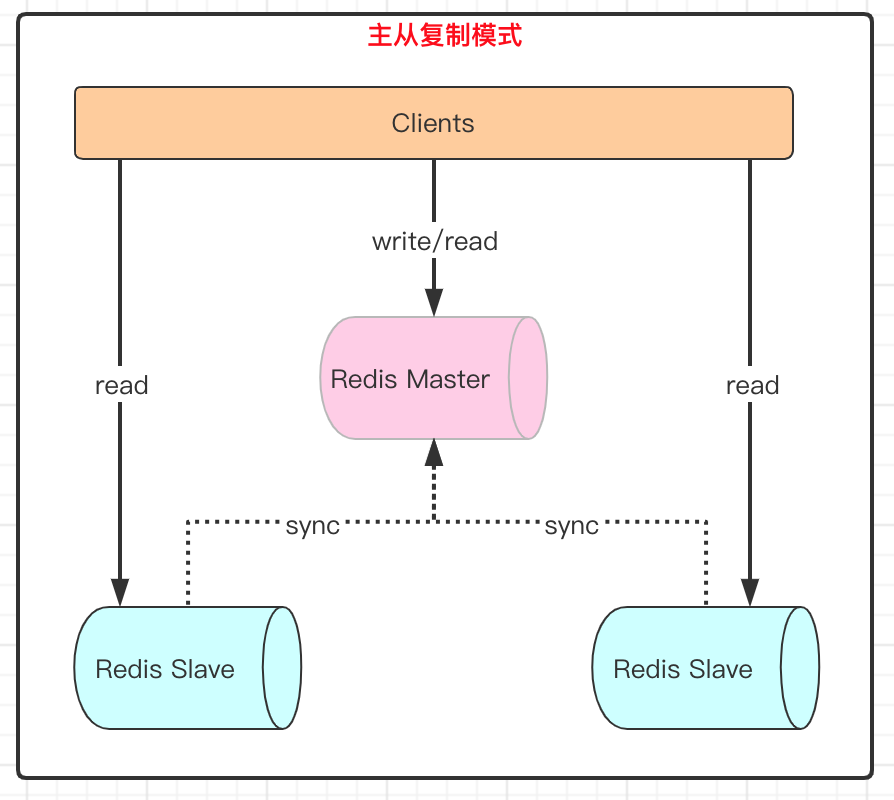 主从复制模式
Clients
write/read
Redis Master
read
read
sync
sync
Redis Slave
Redis Slave